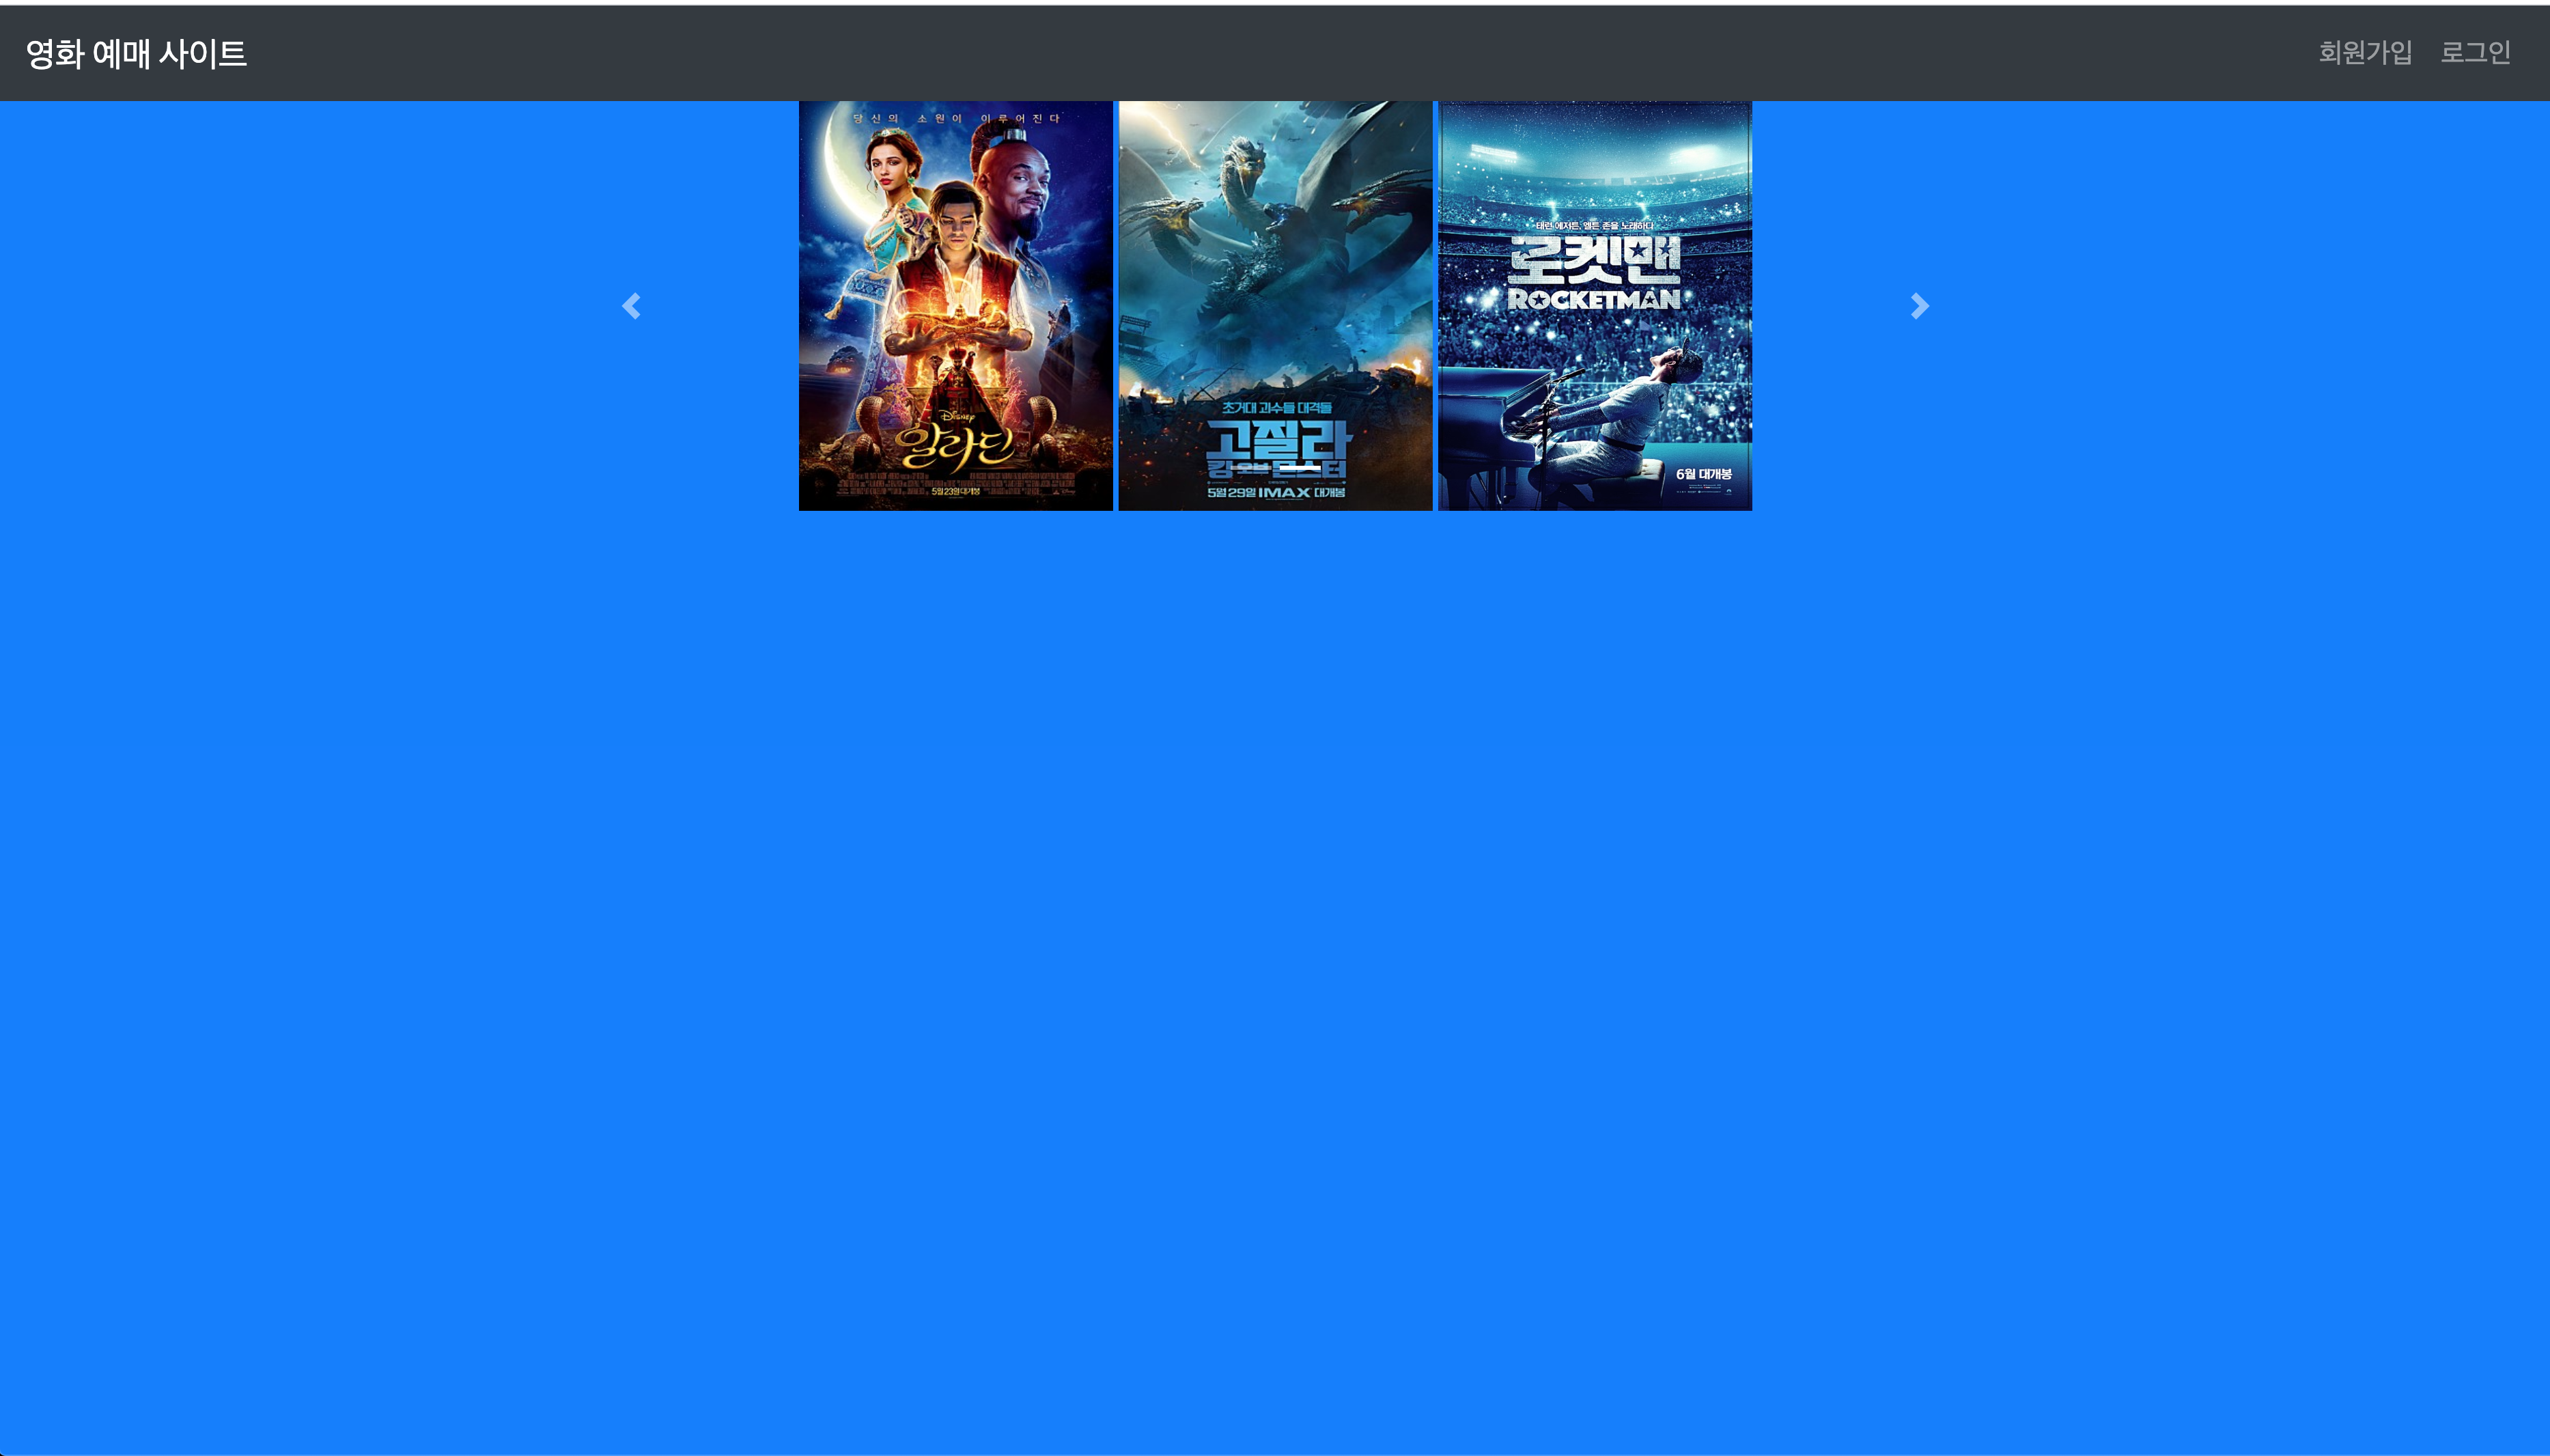 영화 예매 사이트
회원가입
로그인
당신의 소원이 이루어진다
Disney
알라딘
5월 23일 대개봉
초거대 괴수들 대격돌
고질라
킹 오브 몬스터
5월 29일 IMAX 대개봉
태런 에저튼, 엘튼 존을 노래하다
로켓맨
ROCKETMAN
6월 대개봉